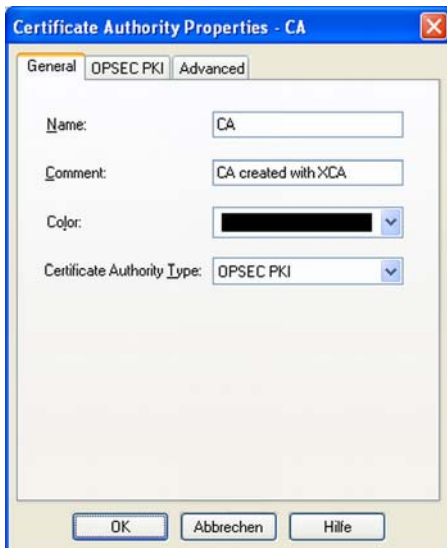 Certificate Authority Properties - CA
General OPSEC PKI Advanced
Name: CA
Comment: CA created with XCA
Color:
Certificate Authority Type: OPSEC PKI
OK Abbrechen Hilfe